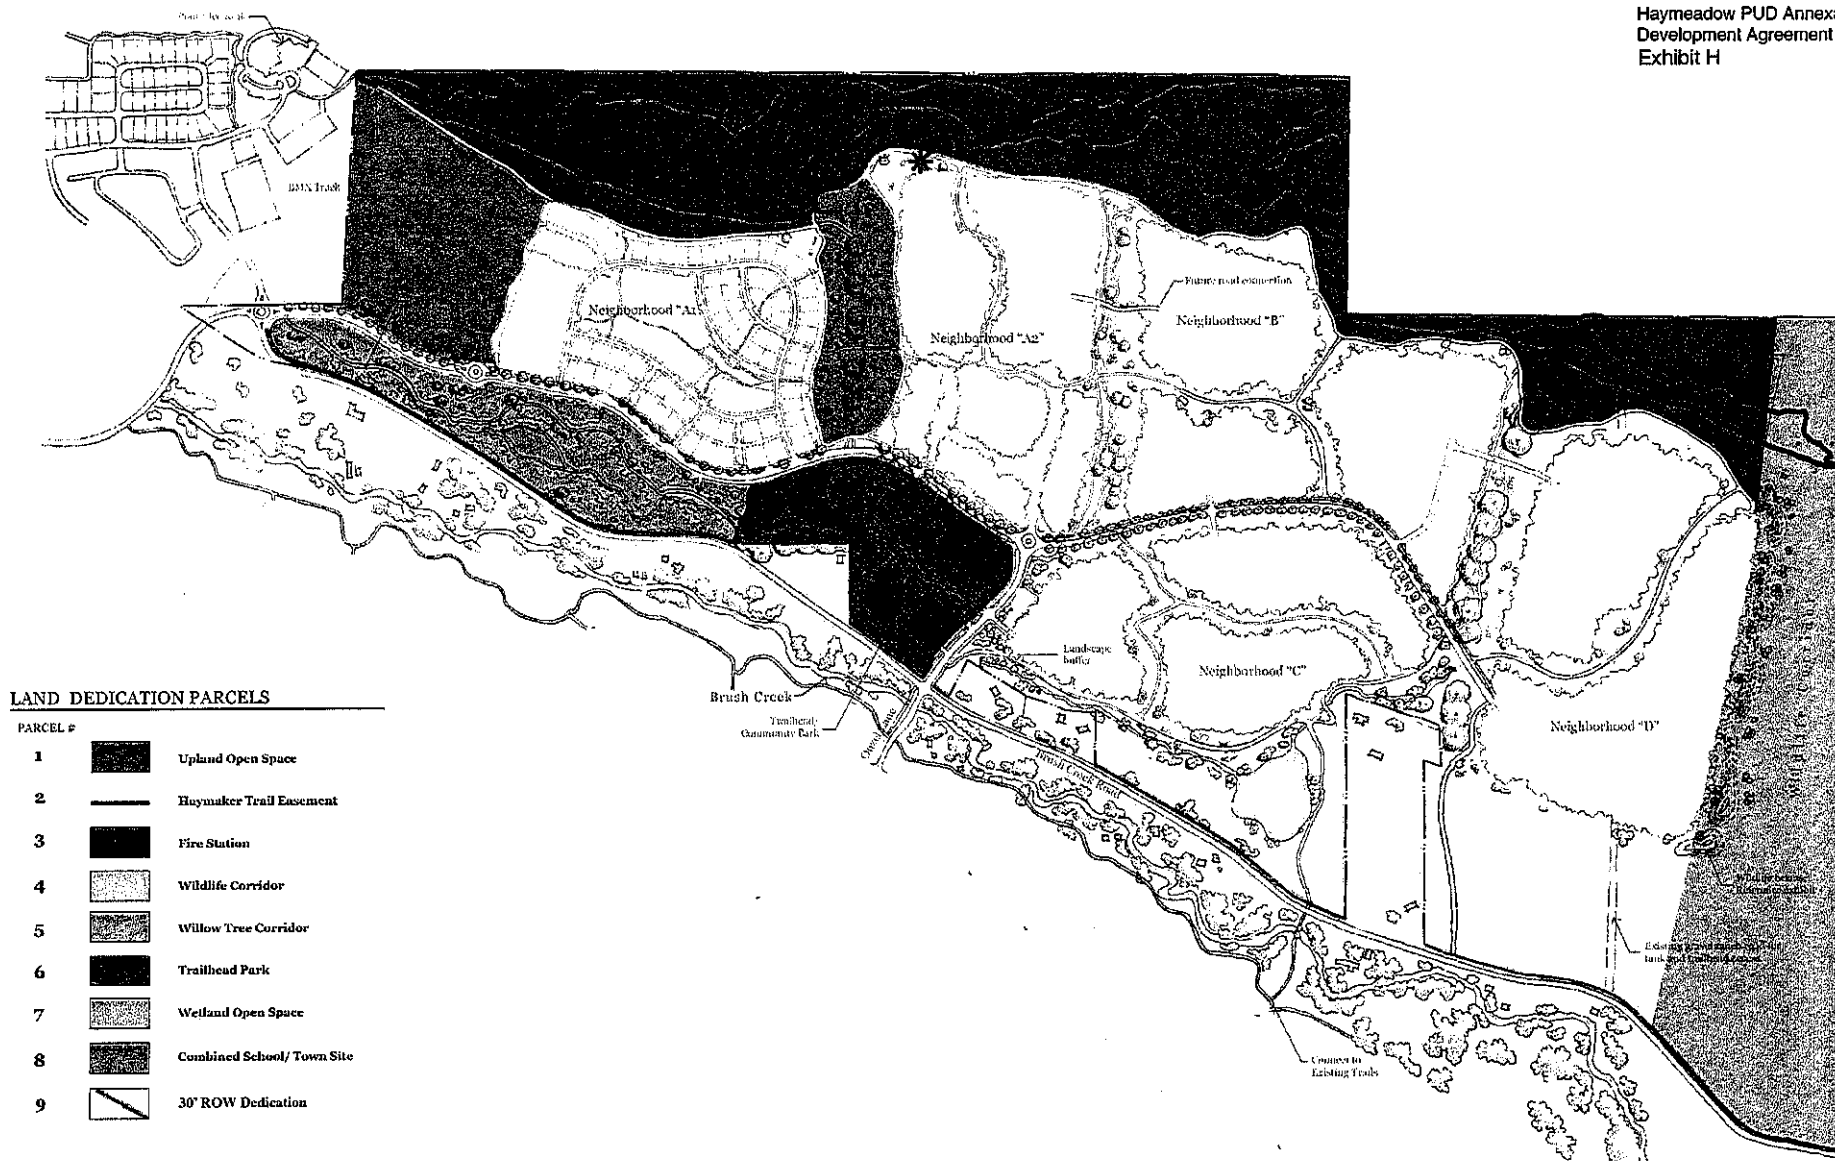 Haymeadow PUD Annexa
Development Agreement
Exhibit H
BMX Track
Neighborhood "A1"
Neighborhood "A2"
Future road connection
Neighborhood "B"
Landscape
buffer
Neighborhood "C"
Neighborhood "D"
Brush Creek
Trailhead/
Community Park
Brush Creek Road
Connect to
Existing Trails
LAND DEDICATION PARCELS
PARCEL #
1 Upland Open Space
2 Haymaker Trail Easement
3 Fire Station
4 Wildlife Corridor
5 Willow Tree Corridor
6 Trailhead Park
7 Wetland Open Space
8 Combined School/ Town Site
9 30' ROW Dedication